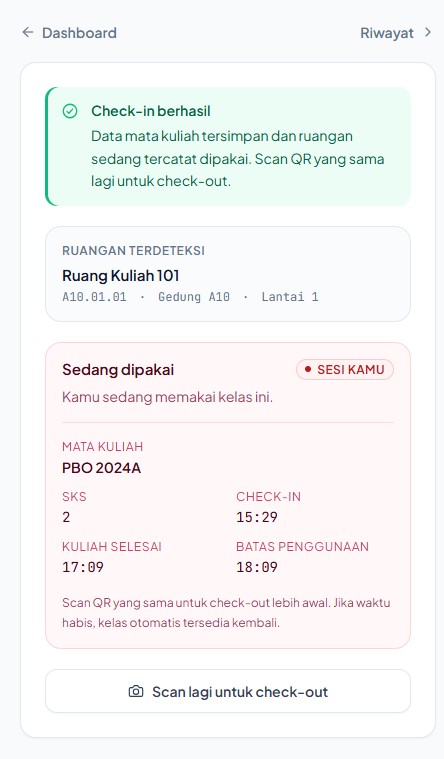 Dashboard
Riwayat
Check-in berhasil
Data mata kuliah tersimpan dan ruangan
sedang tercatat dipakai. Scan QR yang sama
lagi untuk check-out.
RUANGAN TERDETEKSI
Ruang Kuliah 101
A10.01.01 · Gedung A10 · Lantai 1
Sedang dipakai
SESI KAMU
Kamu sedang memakai kelas ini.
MATA KULIAH
PBO 2024A
SKS
2
CHECK-IN
15:29
KULIAH SELESAI
17:09
BATAS PENGGUNAAN
18:09
Scan QR yang sama untuk check-out lebih awal. Jika waktu
habis, kelas otomatis tersedia kembali.
Scan lagi untuk check-out